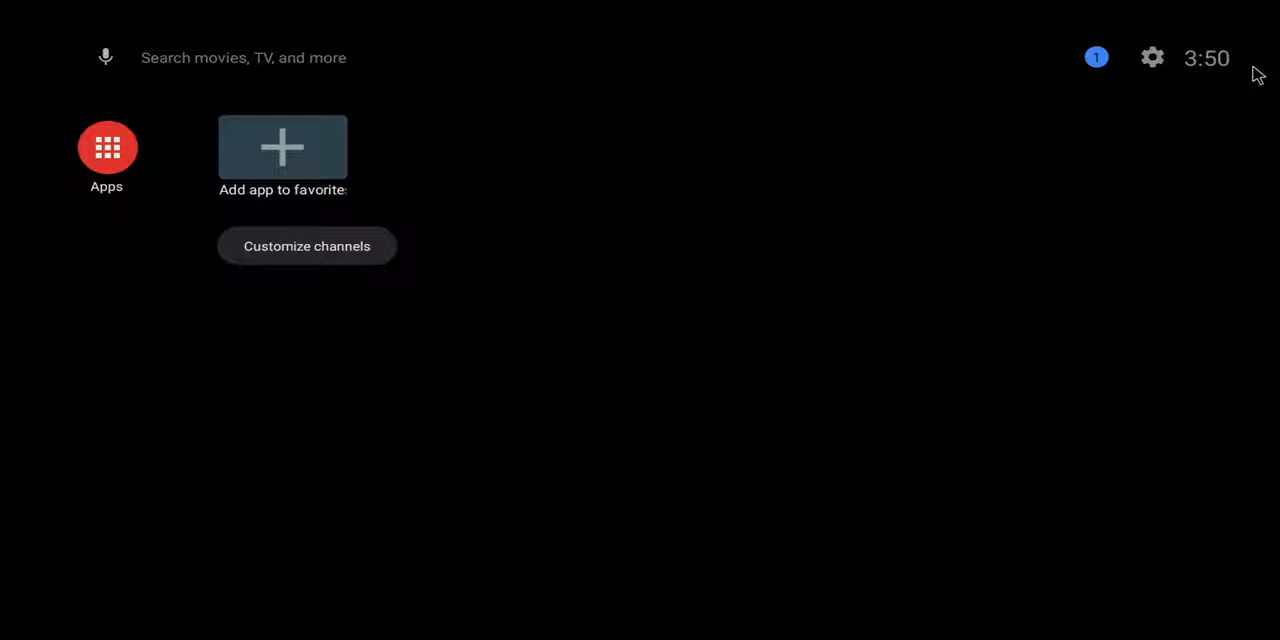 Search movies, TV, and more
1
3:50
Apps
Add app to favorite
Customize channels